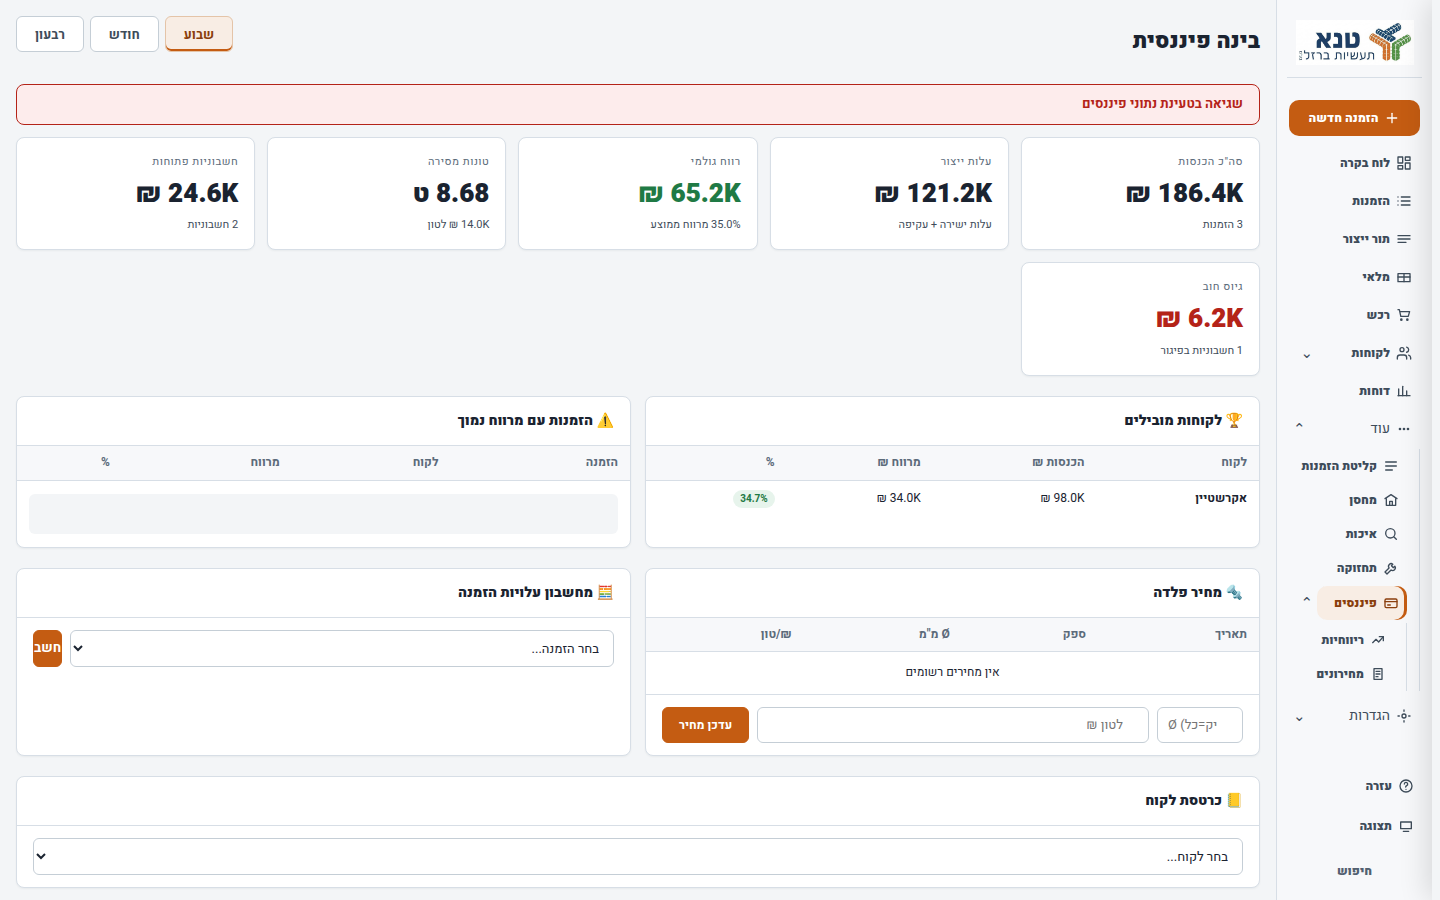 טנא
תעשיות ברזל
הזמנה חדשה
לוח בקרה
הזמנות
תור ייצור
מלאי
רכש
לקוחות
דוחות
עוד
קליטת הזמנות
מחסן
איכות
תחזוקה
פיננסים
ריווחיות
מחירונים
הגדרות
עזרה
תצוגה
חיפוש
בינה פיננסית
שבוע חודש רבעון
שגיאה בטעינת נתוני פיננסים
סה"כ הכנסות
186.4K ₪
3 הזמנות
עלות ייצור
121.2K ₪
עלות ישירה + עקיפה
רווח גולמי
65.2K ₪
35.0% מרווח ממוצע
טונות מסירה
8.68 ט
14.0K ₪ לטון
חשבוניות פתוחות
24.6K ₪
2 חשבוניות
גיוס חוב
6.2K ₪
1 חשבוניות בפיגור
🏆 לקוחות מובילים
לקוח הכנסות ₪ מרווח ₪ %
אקרשטיין 98.0K ₪ 34.0K ₪ 34.7%
⚠️ הזמנות עם מרווח נמוך
הזמנה לקוח מרווח %
🔩 מחיר פלדה
תאריך ספק Ø מ"מ ₪/טון
אין מחירים רשומים
Ø (יק=כל לטון ₪ עדכן מחיר
🧮 מחשבון עלויות הזמנה
בחר הזמנה... חשב
📒 כרטסת לקוח
בחר לקוח...